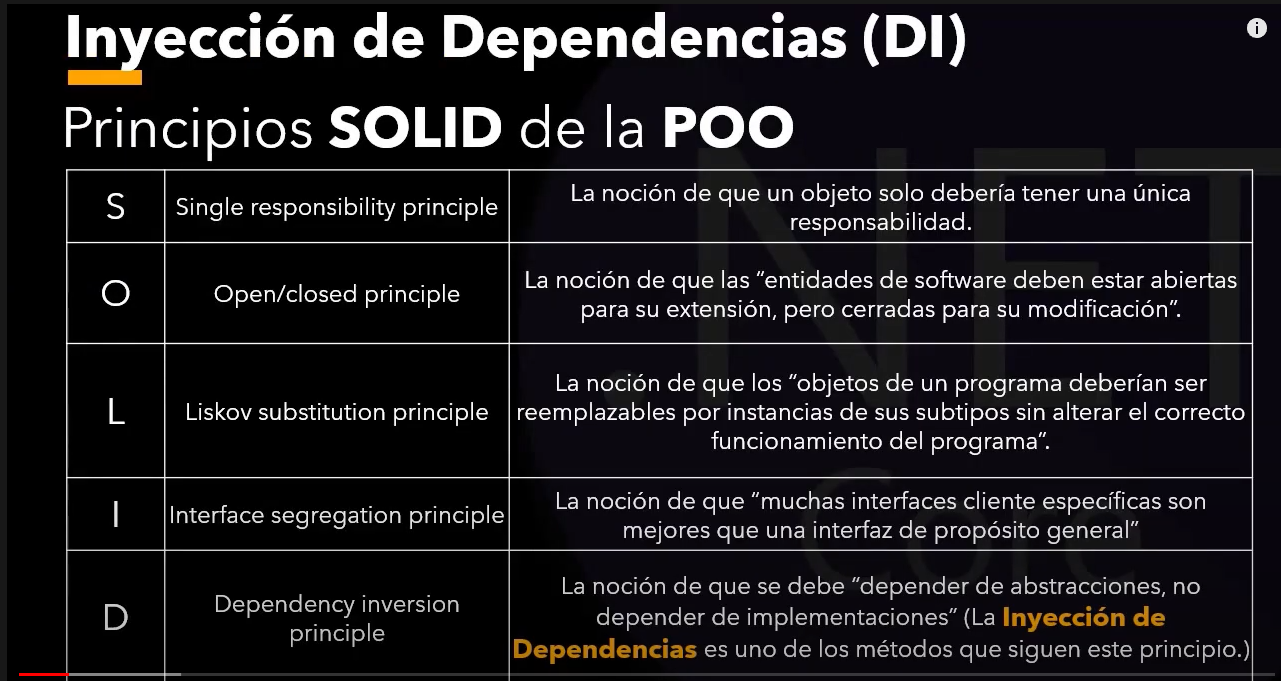 Inyección de Dependencias (DI)
Principios SOLID de la POO
S
Single responsibility principle
La noción de que un objeto solo debería tener una única
responsabilidad.
O
Open/closed principle
La noción de que las “entidades de software deben estar abiertas
para su extensión, pero cerradas para su modificación”.
L
Liskov substitution principle
La noción de que los “objetos de un programa deberían ser
reemplazables por instancias de sus subtipos sin alterar el correcto
funcionamiento del programa”.
I
Interface segregation principle
La noción de que “muchas interfaces cliente específicas son
mejores que una interfaz de propósito general”
D
Dependency inversion
principle
La noción de que se debe “depender de abstracciones, no
depender de implementaciones” (La Inyección de
Dependencias es uno de los métodos que siguen este principio.)
.NET
Core